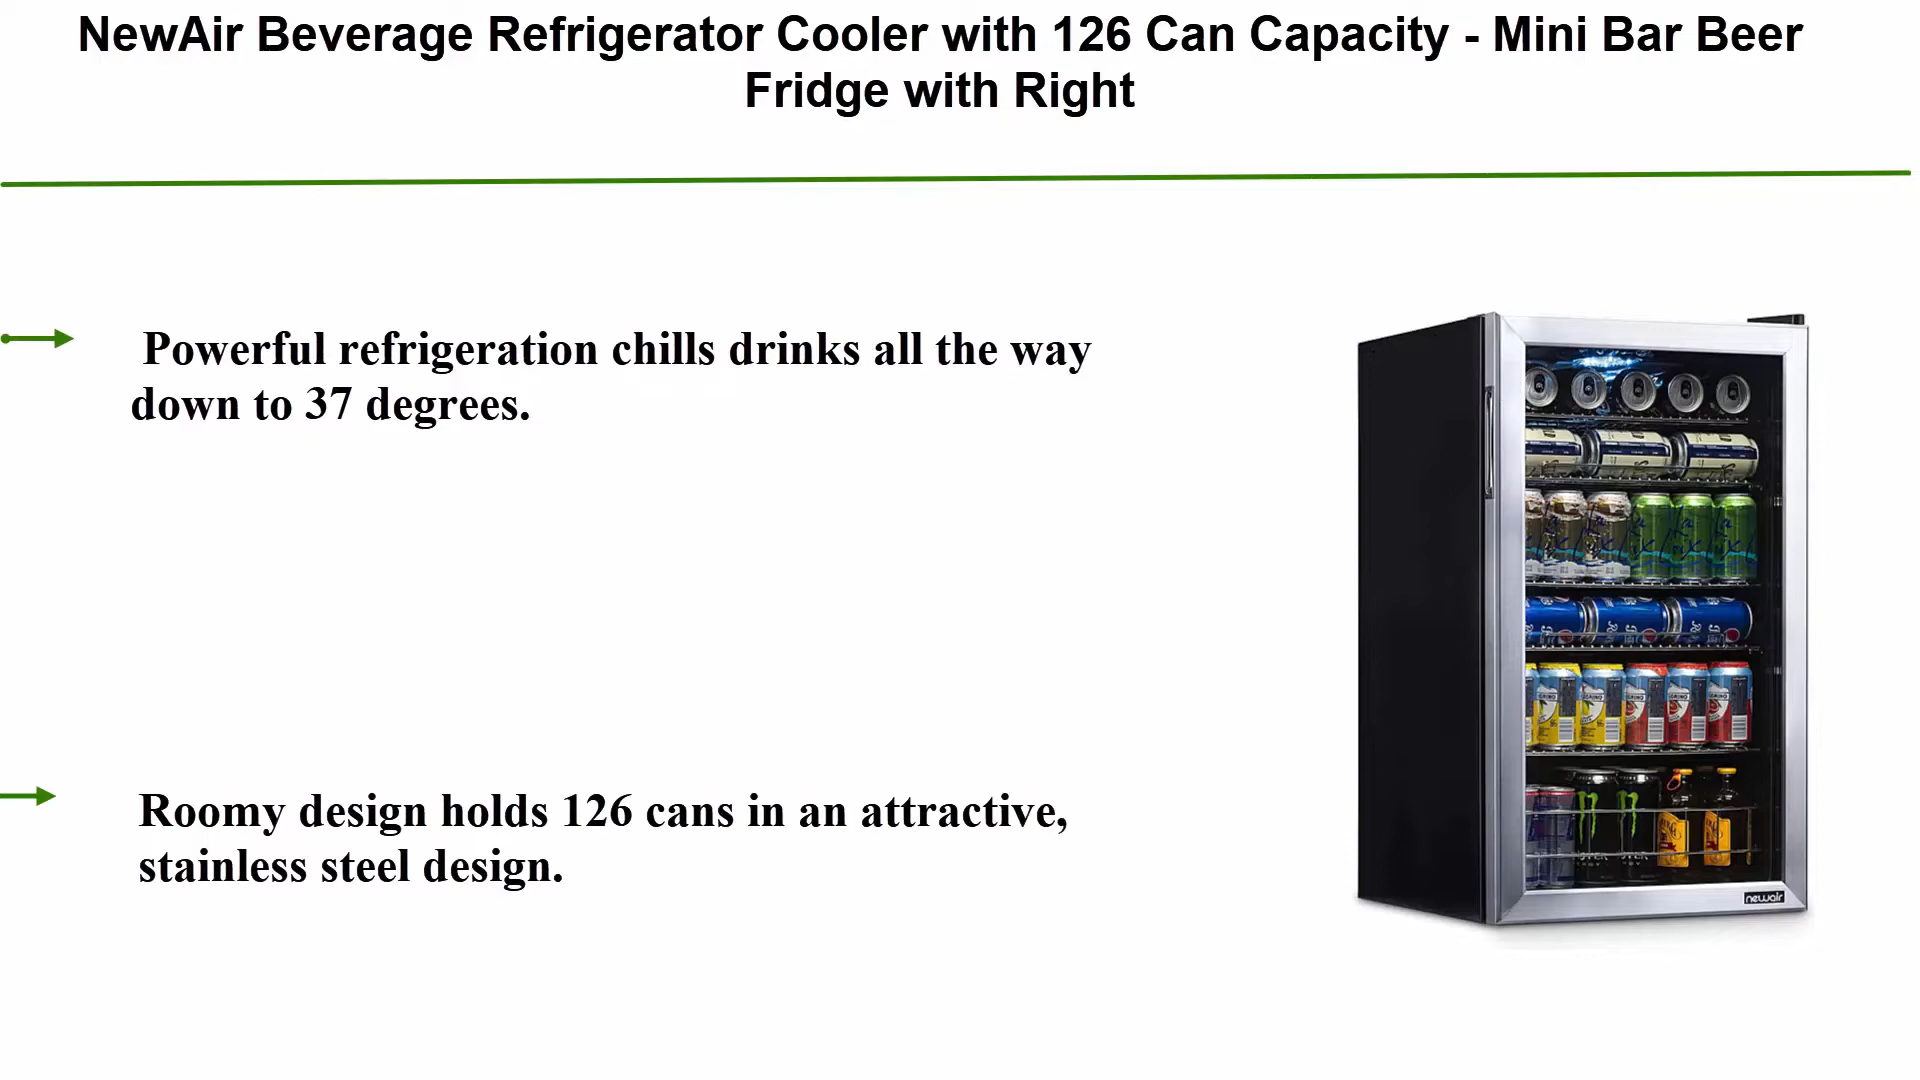 NewAir Beverage Refrigerator Cooler with 126 Can Capacity - Mini Bar Beer
Fridge with Right
Powerful refrigeration chills drinks all the way
down to 37 degrees.
Roomy design holds 126 cans in an attractive,
stainless steel design.
newair